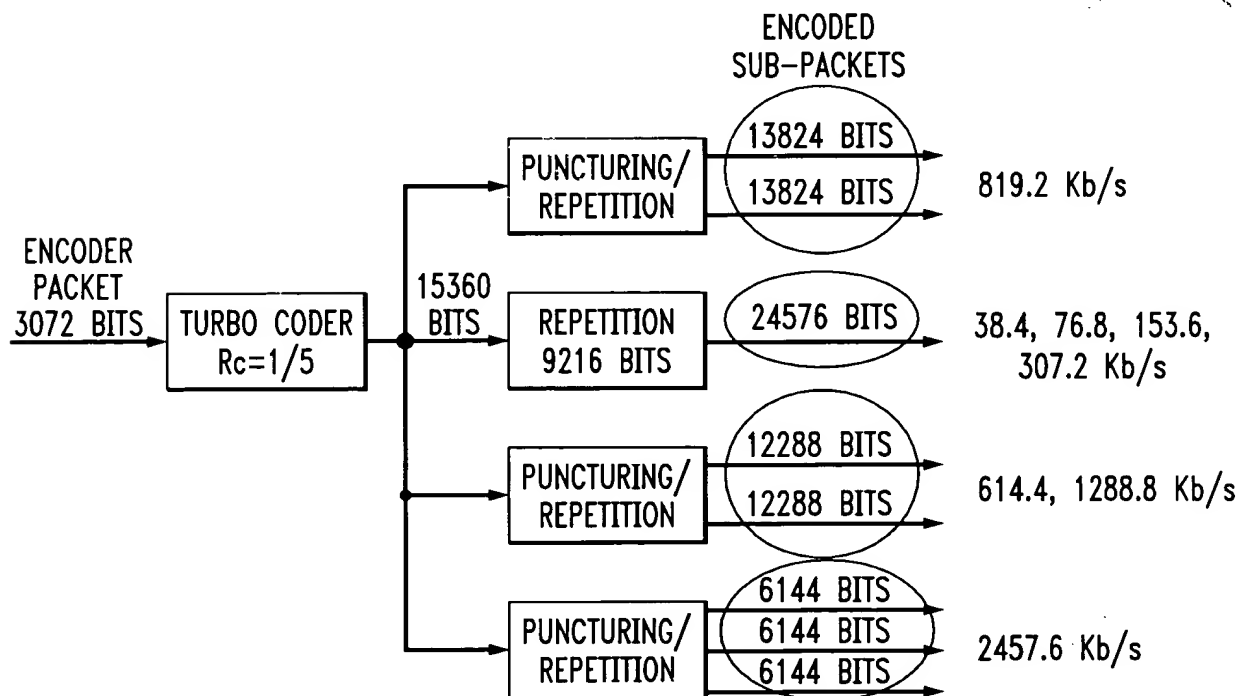 ENCODED
SUB-PACKETS
13824 BITS
PUNCTURING/
REPETITION
13824 BITS
819.2 Kb/s
ENCODER
PACKET
3072 BITS
TURBO CODER
Rc=1/5
15360
BITS
REPETITION
9216 BITS
24576 BITS
38.4, 76.8, 153.6,
307.2 Kb/s
12288 BITS
PUNCTURING/
REPETITION
12288 BITS
614.4, 1288.8 Kb/s
6144 BITS
PUNCTURING/
REPETITION
6144 BITS
6144 BITS
2457.6 Kb/s